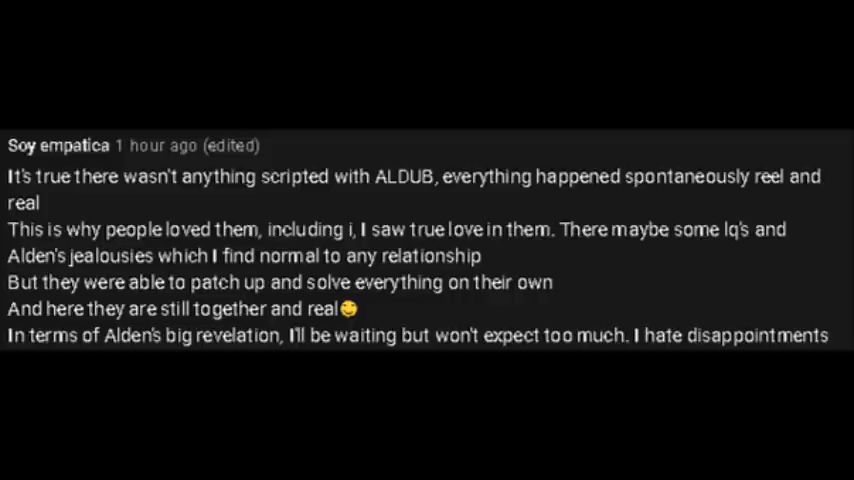 Soy empatica 1 hour ago (edited)
It's true there wasn't anything scripted with ALDUB, everything happened spontaneously reel and
real
This is why people loved them, including i, I saw true love in them. There maybe some lq's and
Alden's jealousies which I find normal to any relationship
But they were able to patch up and solve everything on their own
And here they are still together and real😊
In terms of Alden's big revelation, I'll be waiting but won't expect too much. I hate disappointments